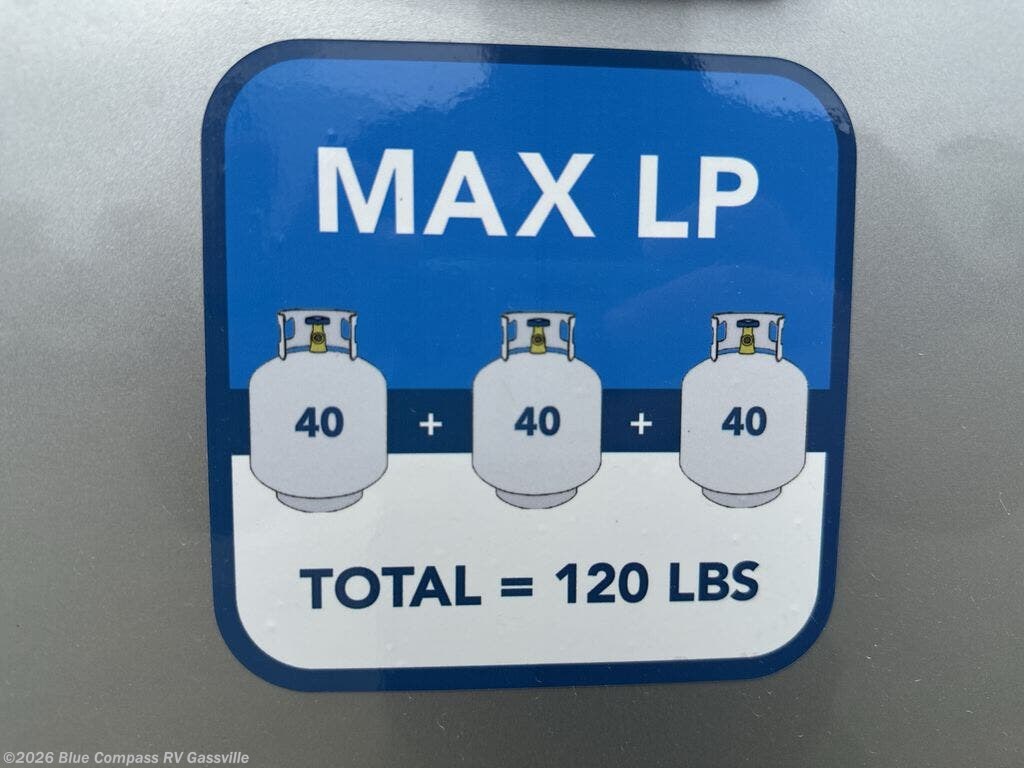 MAX LP
40 + 40 + 40
TOTAL = 120 LBS
©2026 Blue Compass RV Gassville